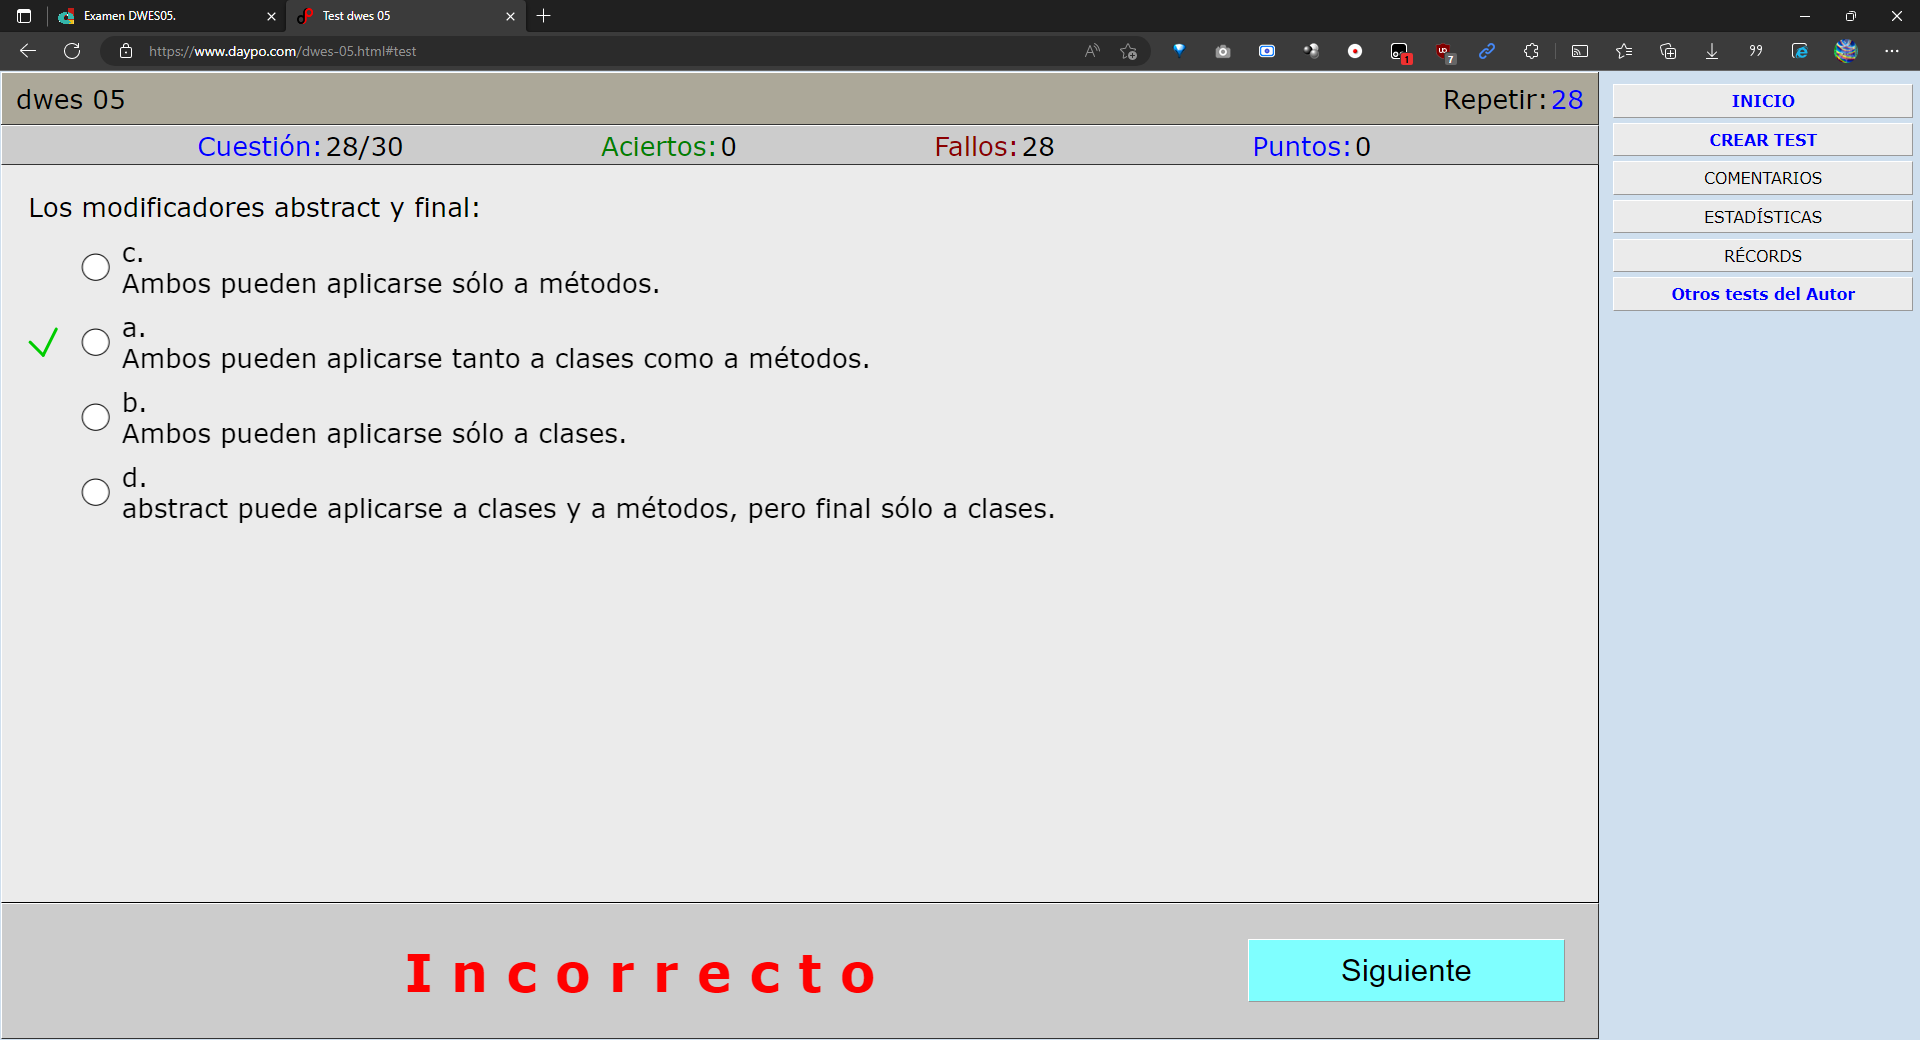 Examen DWES05.
Test dwes 05
https://www.daypo.com/dwes-05.html#test
1
7
dwes 05
Repetir: 28
Cuestión: 28/30
Aciertos: 0
Fallos: 28
Puntos: 0
Los modificadores abstract y final:
c.
Ambos pueden aplicarse sólo a métodos.
a.
Ambos pueden aplicarse tanto a clases como a métodos.
b.
Ambos pueden aplicarse sólo a clases.
d.
abstract puede aplicarse a clases y a métodos, pero final sólo a clases.
Incorrecto
Siguiente
INICIO
CREAR TEST
COMENTARIOS
ESTADÍSTICAS
RÉCORDS
Otros tests del Autor